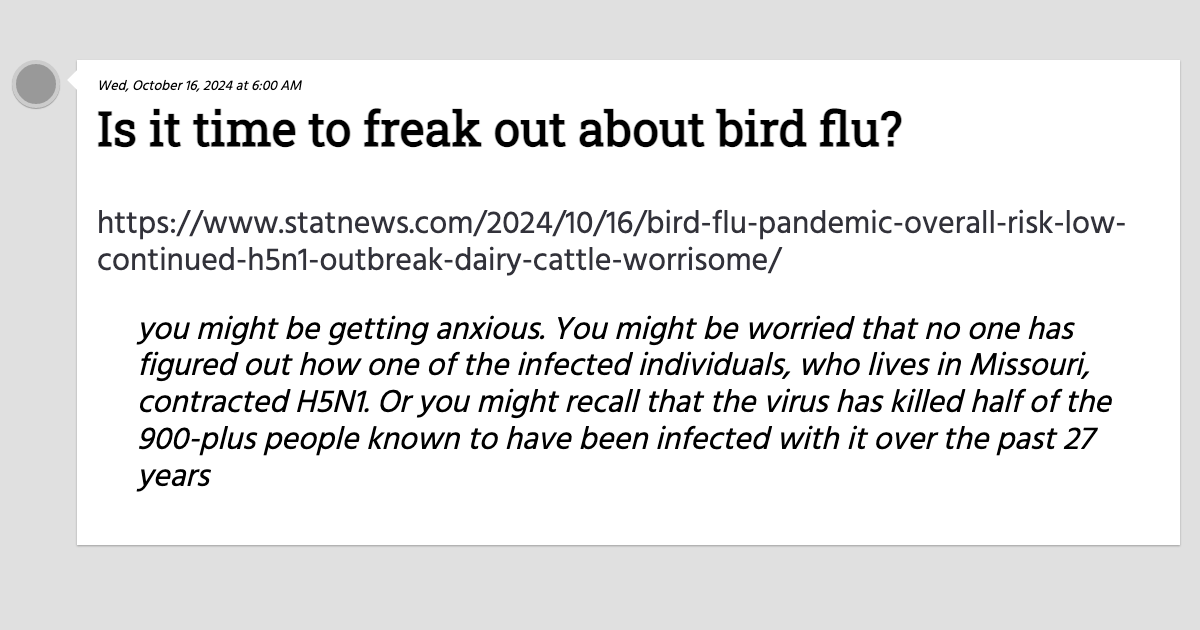 Wed, October 16, 2024 at 6:00 AM
Is it time to freak out about bird flu?
https://www.statnews.com/2024/10/16/bird-flu-pandemic-overall-risk-low-
continued-h5n1-outbreak-dairy-cattle-worrisome/
you might be getting anxious. You might be worried that no one has
figured out how one of the infected individuals, who lives in Missouri,
contracted H5N1. Or you might recall that the virus has killed half of the
900-plus people known to have been infected with it over the past 27
years